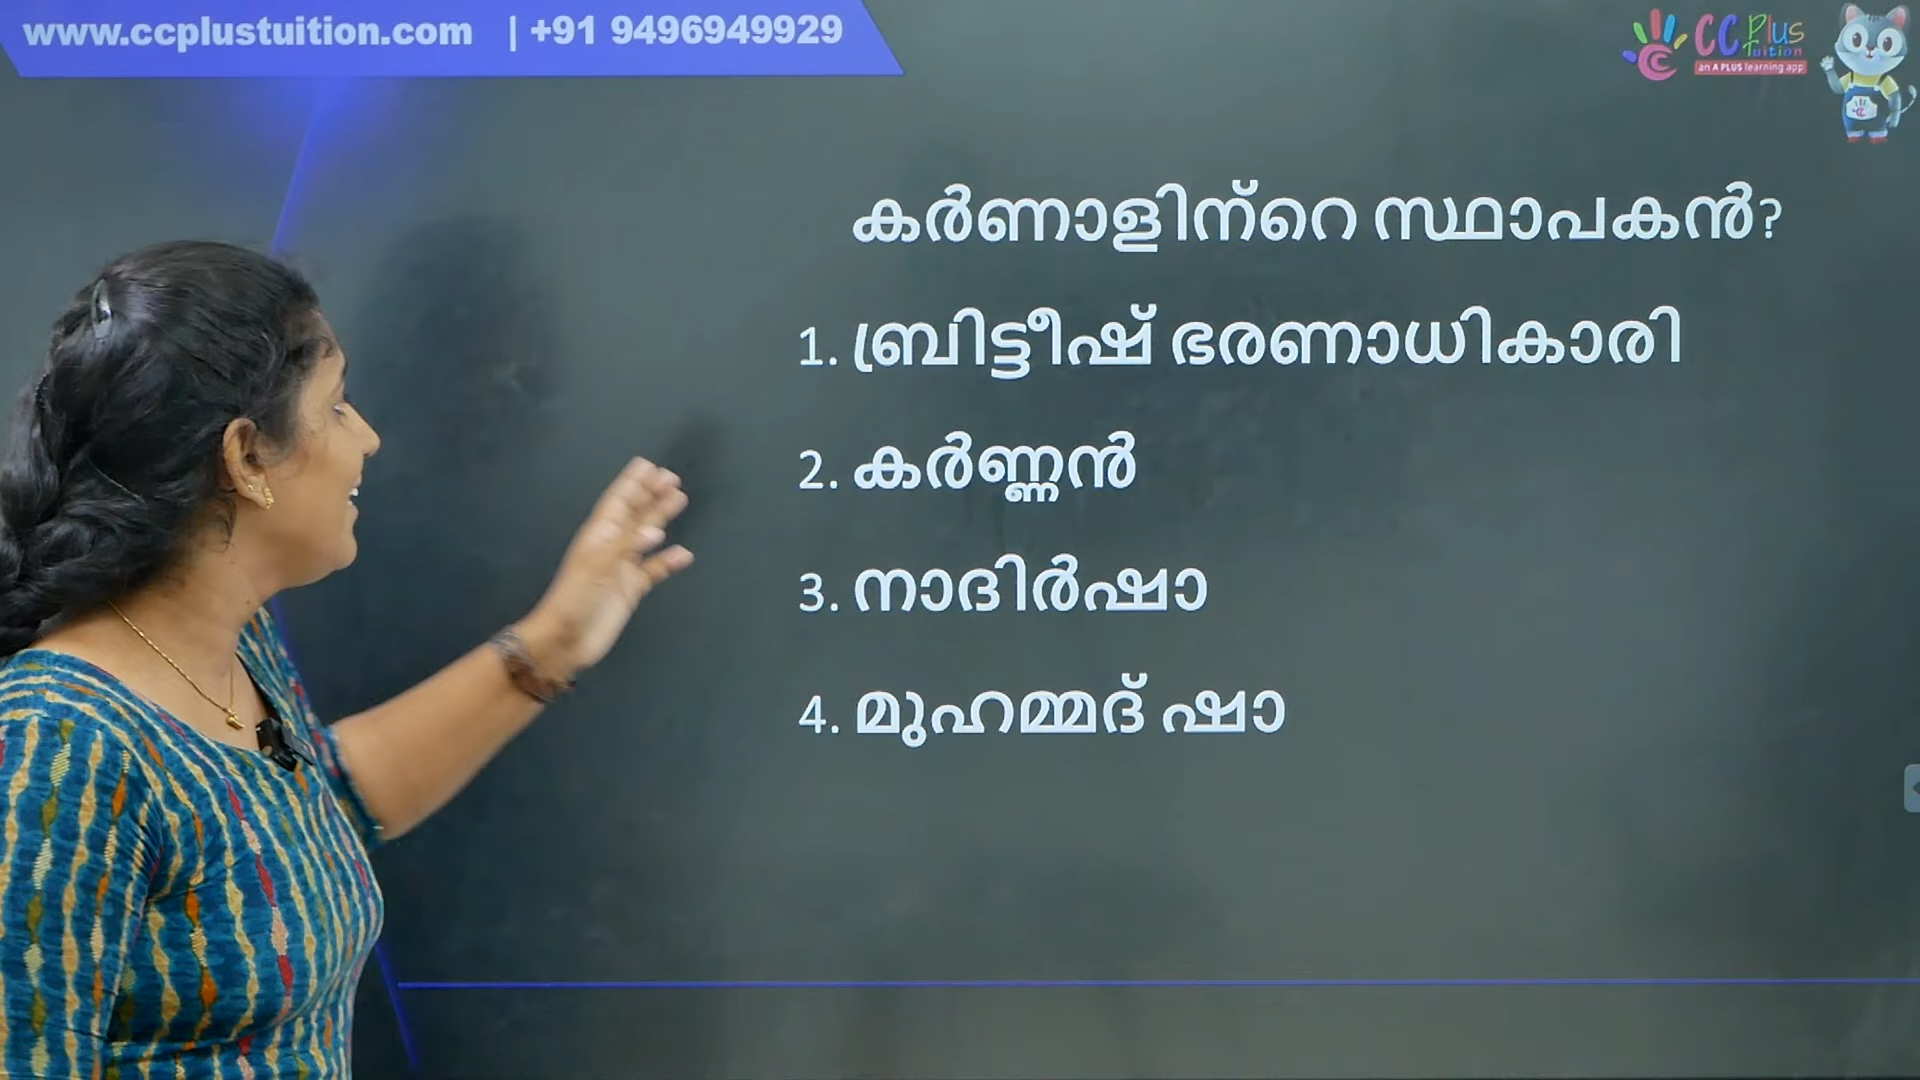 www.ccplustuition.com | +91 9496949929
CC Plus
Tuition
an A PLUS learning app
കർണാളിന്റെ സ്ഥാപകൻ?
1. ബ്രിട്ടീഷ് ഭരണാധികാരി
2. കർണ്ണൻ
3. നാദിർഷാ
4. മുഹമ്മദ് ഷാ